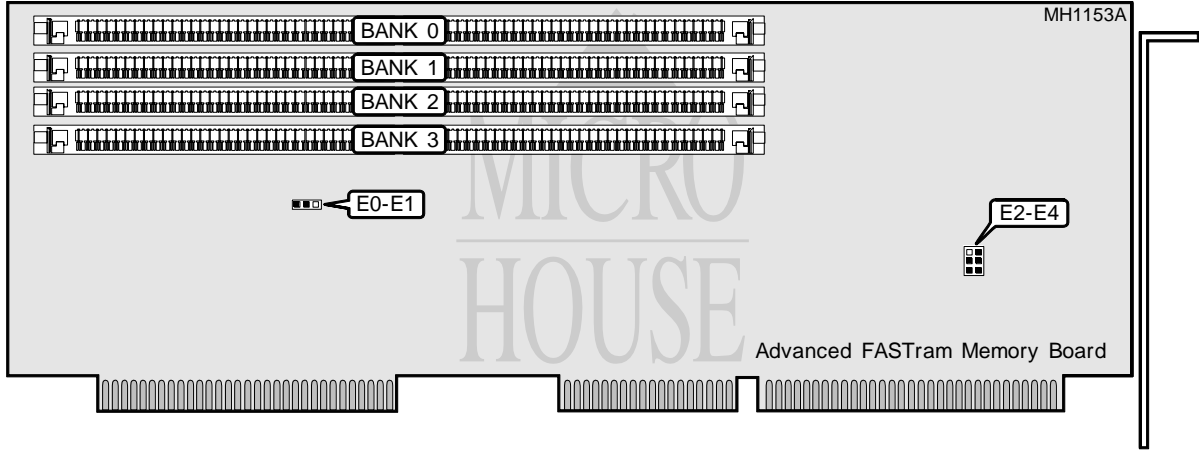 MH1153A
BANK 0
BANK 1
BANK 2
BANK 3
MICRO
HOUSE
E0-E1
E2-E4
Advanced FASTram Memory Board